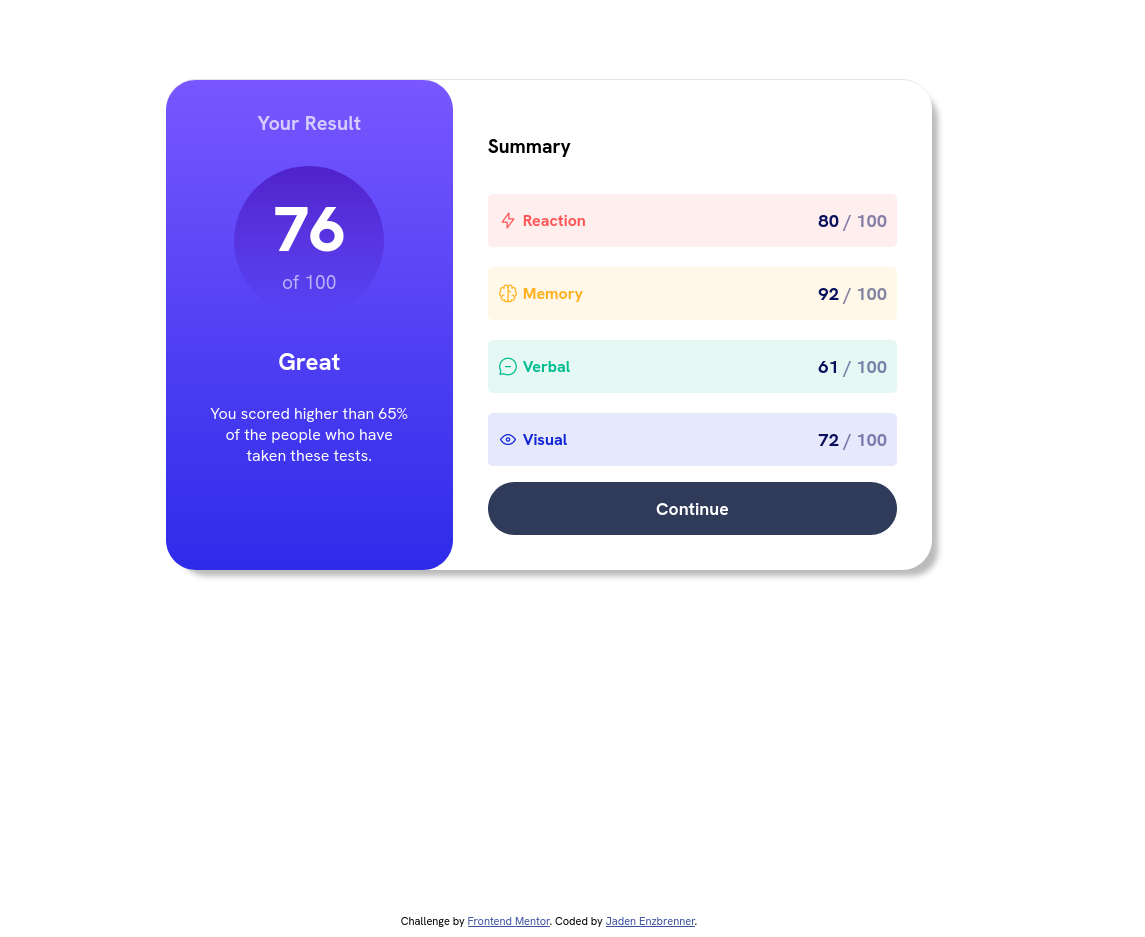 Your Result
76
of 100
Great
You scored higher than 65%
of the people who have
taken these tests.
Summary
Reaction 80 / 100
Memory 92 / 100
Verbal 61 / 100
Visual 72 / 100
Continue
Challenge by Frontend Mentor. Coded by Jaden Enzbrenner.